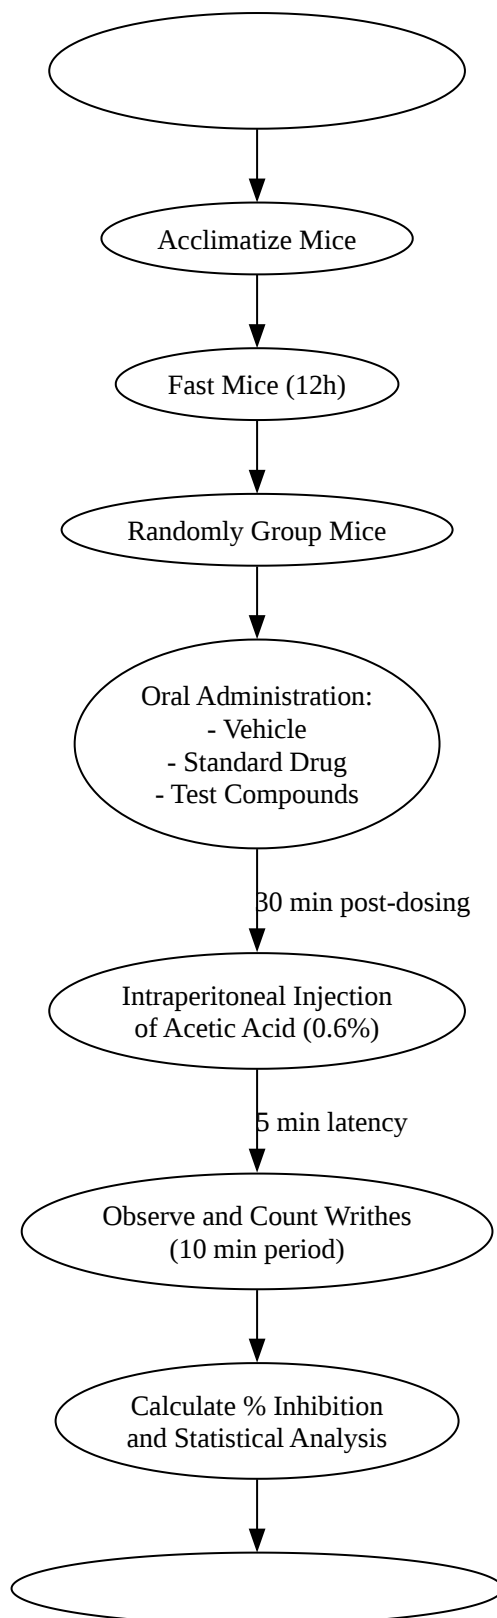 Acclimatize Mice
Fast Mice (12h)
Randomly Group Mice
Oral Administration:
- Vehicle
- Standard Drug
- Test Compounds
30 min post-dosing
Intraperitoneal Injection
of Acetic Acid (0.6%)
5 min latency
Observe and Count Writhes
(10 min period)
Calculate % Inhibition
and Statistical Analysis